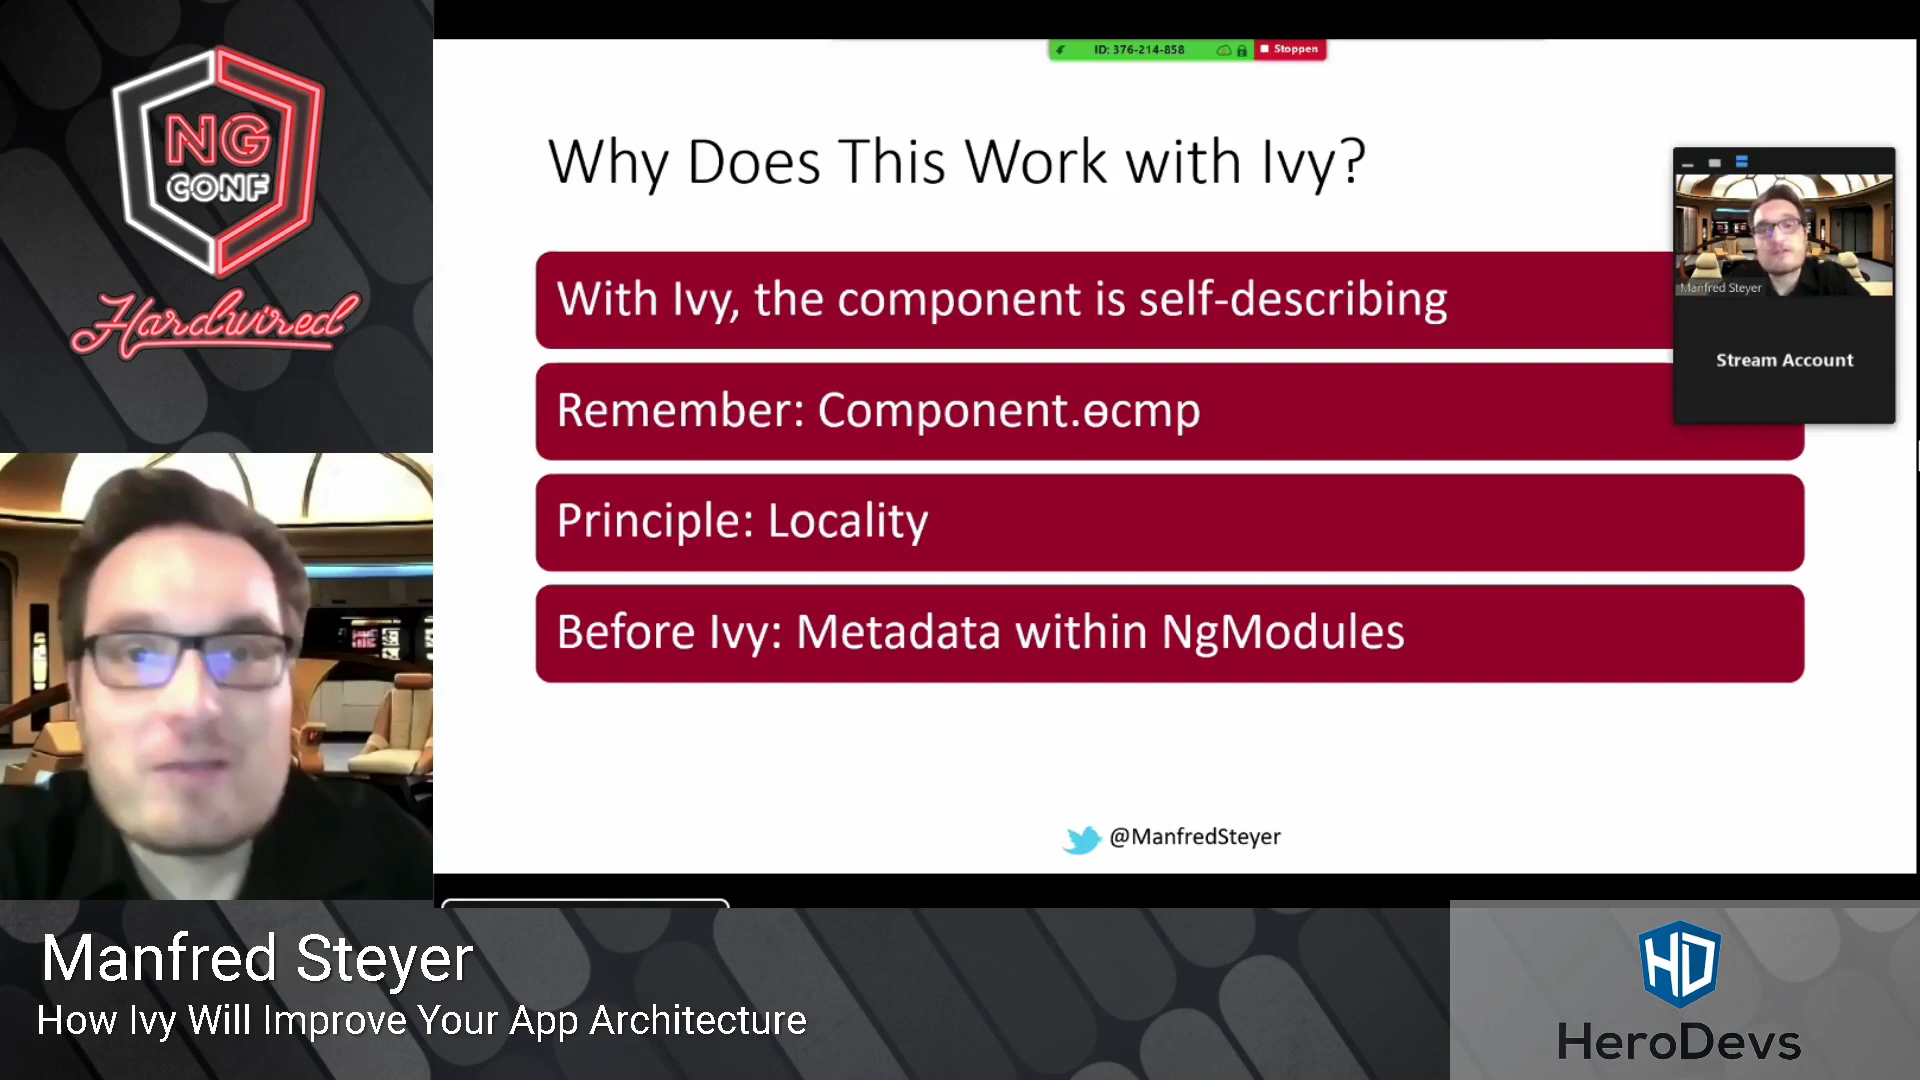 NG
CONF
Hardwired
ID: 376-214-858
Stoppen
Why Does This Work with Ivy?
With Ivy, the component is self-describing
Remember: Component.ɵcmp
Principle: Locality
Before Ivy: Metadata within NgModules
Manfred Steyer
Stream Account
@ManfredSteyer
Manfred Steyer
How Ivy Will Improve Your App Architecture
HD
HeroDevs